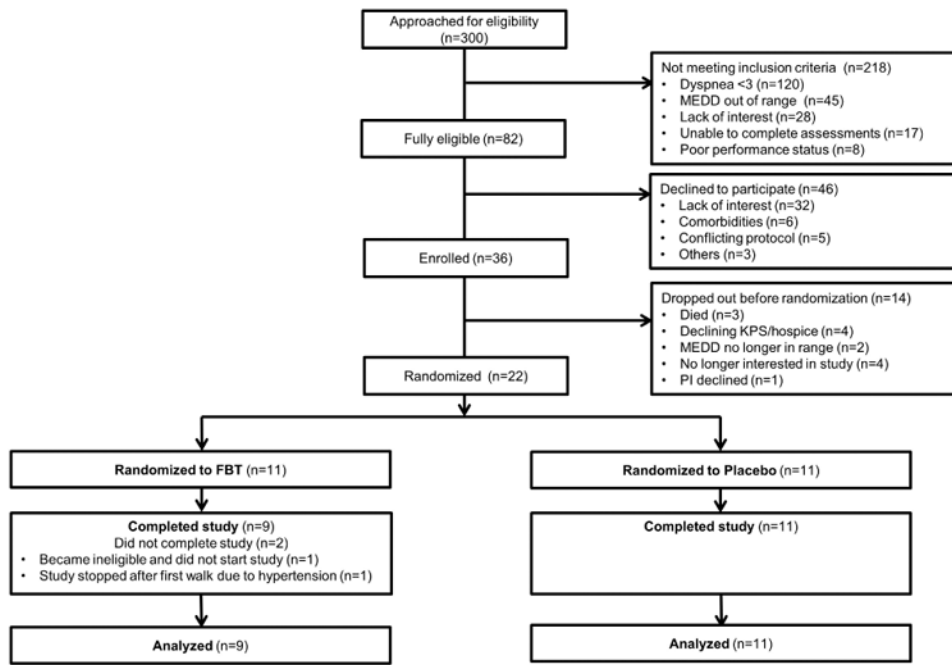 Approached for eligibility
(n=300)
Not meeting inclusion criteria (n=218)
• Dyspnea <3 (n=120)
• MEDD out of range (n=45)
• Lack of interest (n=28)
• Unable to complete assessments (n=17)
• Poor performance status (n=8)
Fully eligible (n=82)
Declined to participate (n=46)
• Lack of interest (n=32)
• Comorbidities (n=6)
• Conflicting protocol (n=5)
• Others (n=3)
Enrolled (n=36)
Dropped out before randomization (n=14)
• Died (n=3)
• Declining KPS/hospice (n=4)
• MEDD no longer in range (n=2)
• No longer interested in study (n=4)
• PI declined (n=1)
Randomized (n=22)
Randomized to FBT (n=11)
Randomized to Placebo (n=11)
Completed study (n=9)
Did not complete study (n=2)
• Became ineligible and did not start study (n=1)
• Study stopped after first walk due to hypertension (n=1)
Completed study (n=11)
Analyzed (n=9)
Analyzed (n=11)